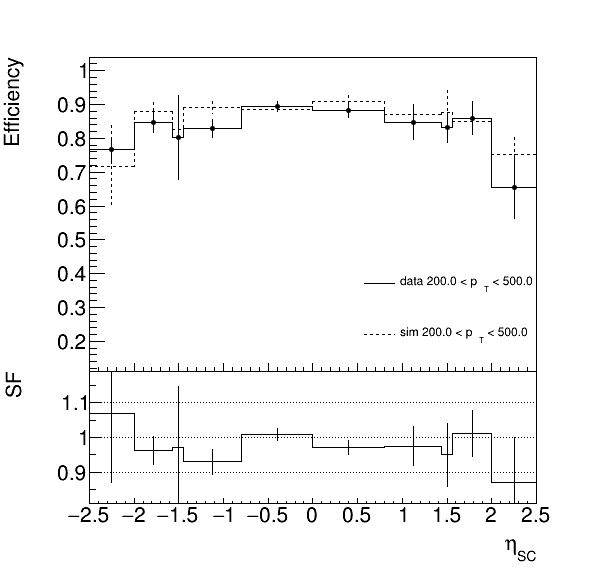 Efficiency
1
0.9
0.8
0.7
0.6
0.5
0.4
0.3
0.2
data 200.0 < p T < 500.0
sim 200.0 < p T < 500.0
SF
1.1
1
0.9
−2.5 −2 −1.5 −1 −0.5 0 0.5 1 1.5 2 2.5
ηSC